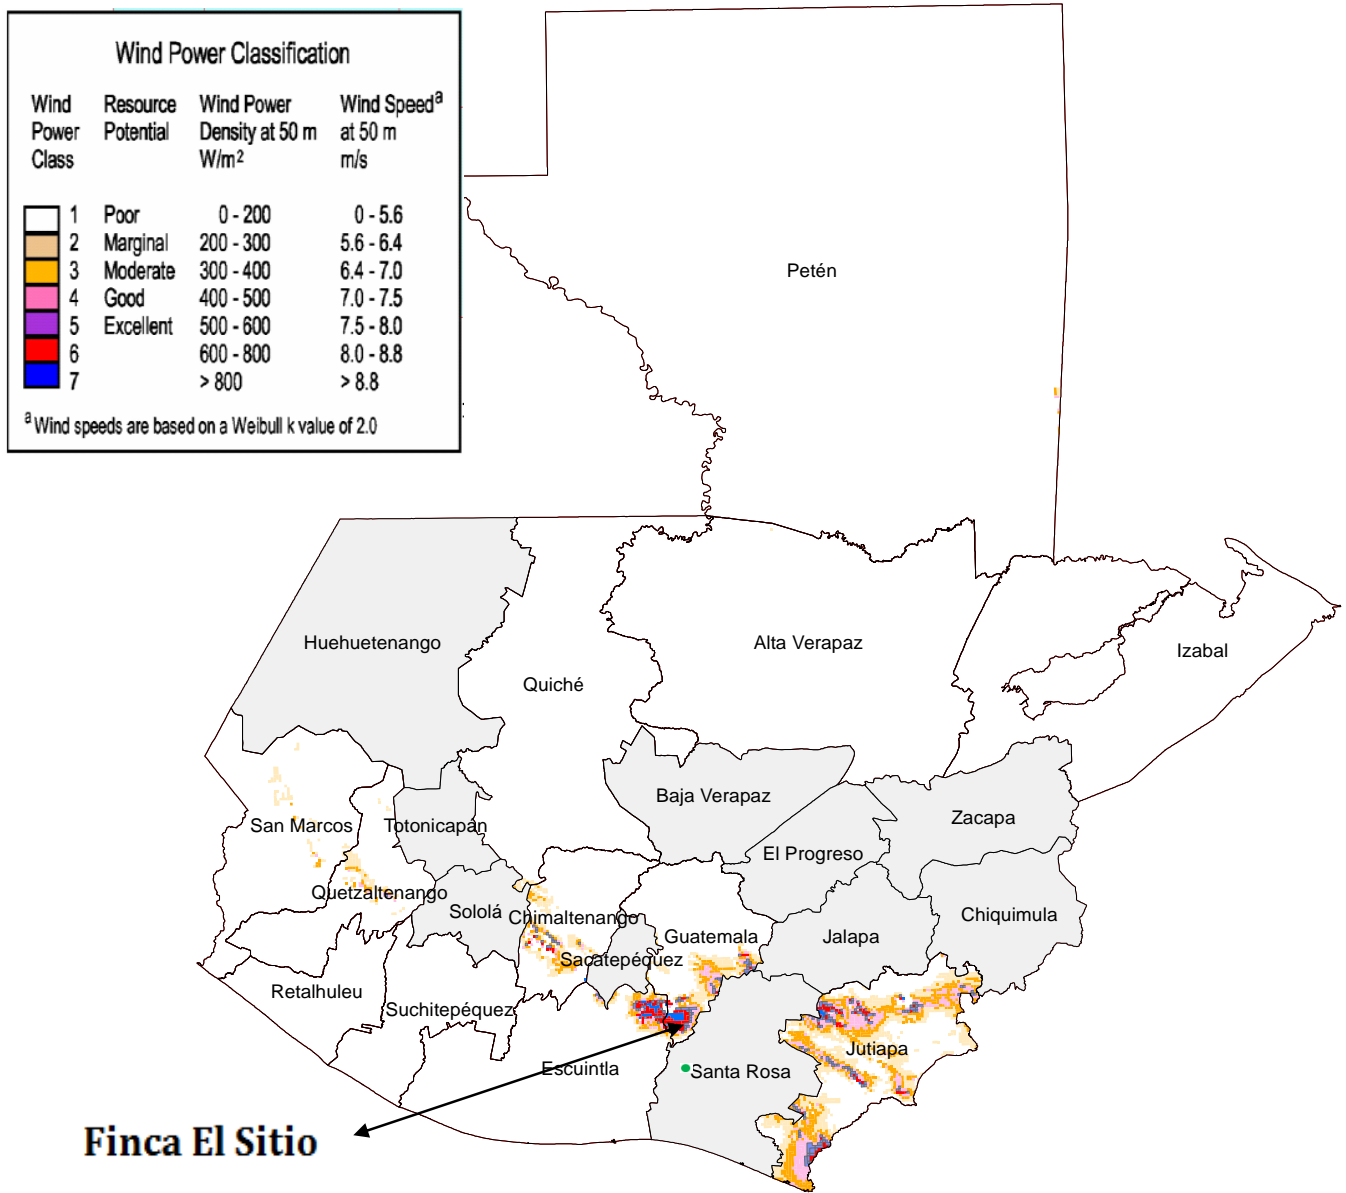 Wind Power Classification
Wind Resource Wind Power Wind Speedᵃ
Power Potential Density at 50 m at 50 m
Class W/m² m/s
1 Poor 0 - 200 0 - 5.6
2 Marginal 200 - 300 5.6 - 6.4
3 Moderate 300 - 400 6.4 - 7.0
4 Good 400 - 500 7.0 - 7.5
5 Excellent 500 - 600 7.5 - 8.0
6 600 - 800 8.0 - 8.8
7 > 800 > 8.8
ᵃ Wind speeds are based on a Weibull k value of 2.0
Petén
Huehuetenango
Quiché
Alta Verapaz
Izabal
Baja Verapaz
San Marcos
Totonicapán
El Progreso
Zacapa
Quetzaltenango
Sololá
Chimaltenango
Guatemala
Jalapa
Chiquimula
Sacatepéquez
Retalhuleu
Suchitepéquez
Jutiapa
Escuintla
Santa Rosa
Finca El Sitio